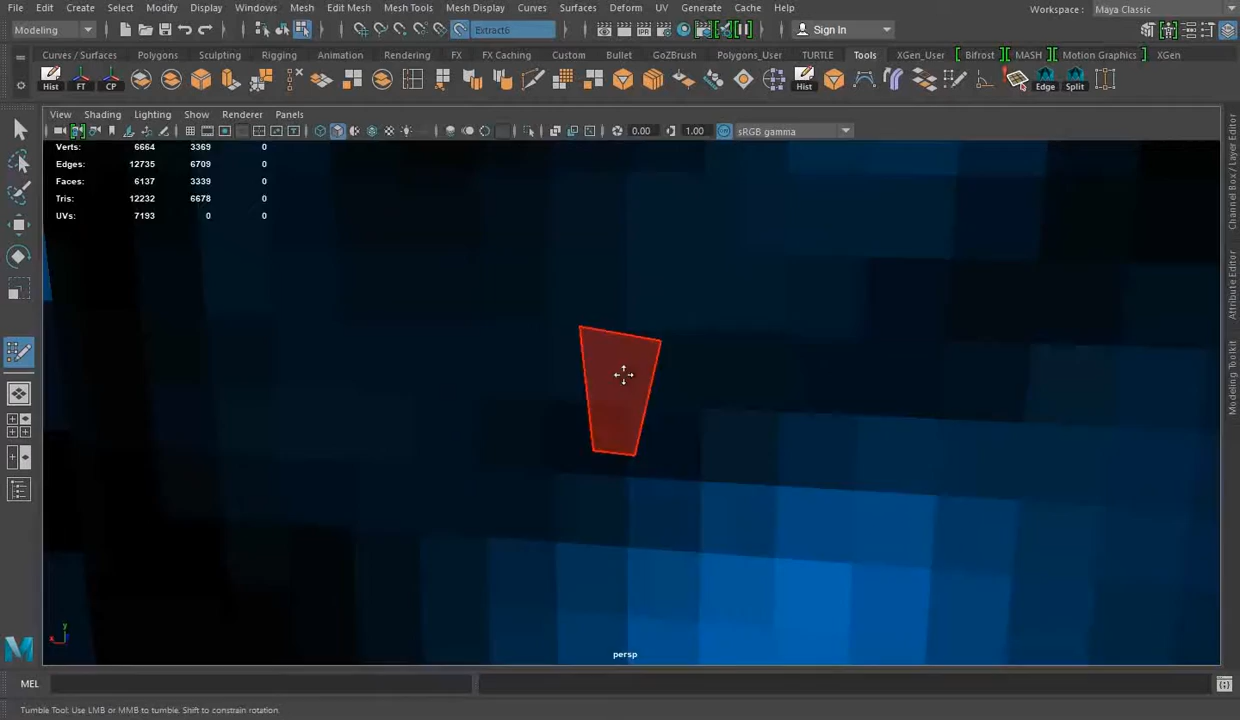 File Edit Create Select Modify Display Windows Mesh Edit Mesh Mesh Tools Mesh Display Curves Surfaces Deform UV Generate Cache Help Workspace : Maya Classic
Modeling Extract6 Sign In
Curves / Surfaces Polygons Sculpting Rigging Animation Rendering FX FX Caching Custom Bullet GoZBrush Polygons_User TURTLE Tools XGen_User Bifrost MASH Motion Graphics XGen
Hist FT CP Hist Edge Split
View Shading Lighting Show Renderer Panels
0.00 1.00 sRGB gamma
Verts: 6664 3369 0
Edges: 12735 6709 0
Faces: 6137 3339 0
Tris: 12232 6678 0
UVs: 7193 0 0
Channel Box / Layer Editor
Attribute Editor
Modeling Toolkit
y
x
persp
MEL
Tumble Tool: Use LMB or MMB to tumble. Shift to constrain rotation.